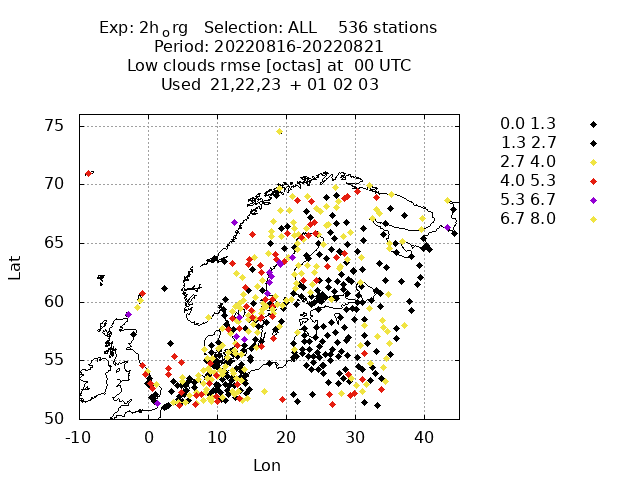 Exp: 2horg Selection: ALL 536 stations
Period: 20220816-20220821
Low clouds rmse [octas] at 00 UTC
Used 21,22,23 + 01 02 03
75
70
65
60
55
50
-10 0 10 20 30 40
Lat
Lon
0.0 1.3
1.3 2.7
2.7 4.0
4.0 5.3
5.3 6.7
6.7 8.0